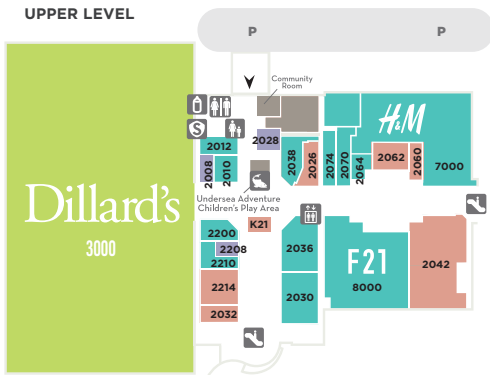 UPPER LEVEL
P
P
Community
Room
H&M
S
2012
2028
2008
2010
2038
2026
2074
2070
2064
2062
2060
7000
Undersea Adventure
Children's Play Area
Dillard's
3000
K21
2200
2208
2210
2214
2032
2036
2030
F21
8000
2042